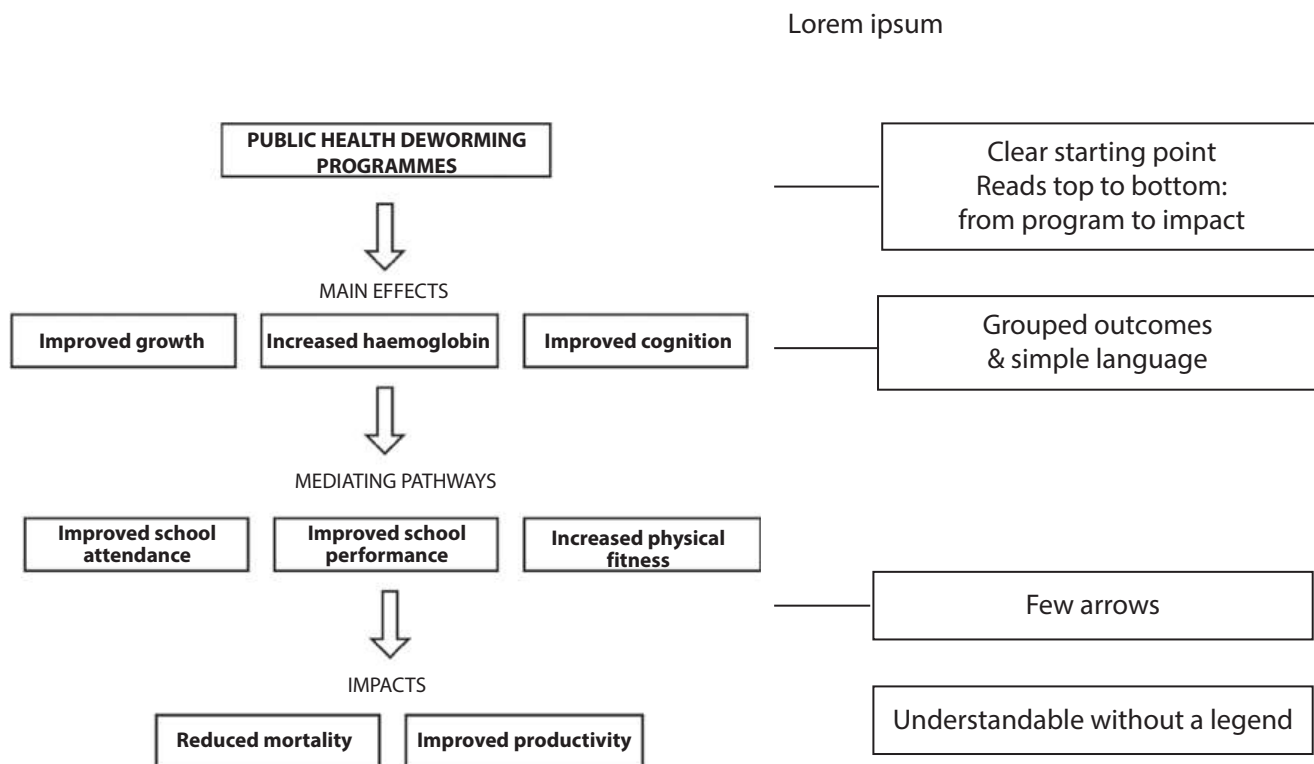 Lorem ipsum
PUBLIC HEALTH DEWORMING
PROGRAMMES
MAIN EFFECTS
Improved growth
Increased haemoglobin
Improved cognition
MEDIATING PATHWAYS
Improved school
attendance
Improved school
performance
Increased physical
fitness
IMPACTS
Reduced mortality
Improved productivity
Clear starting point
Reads top to bottom:
from program to impact
Grouped outcomes
& simple language
Few arrows
Understandable without a legend